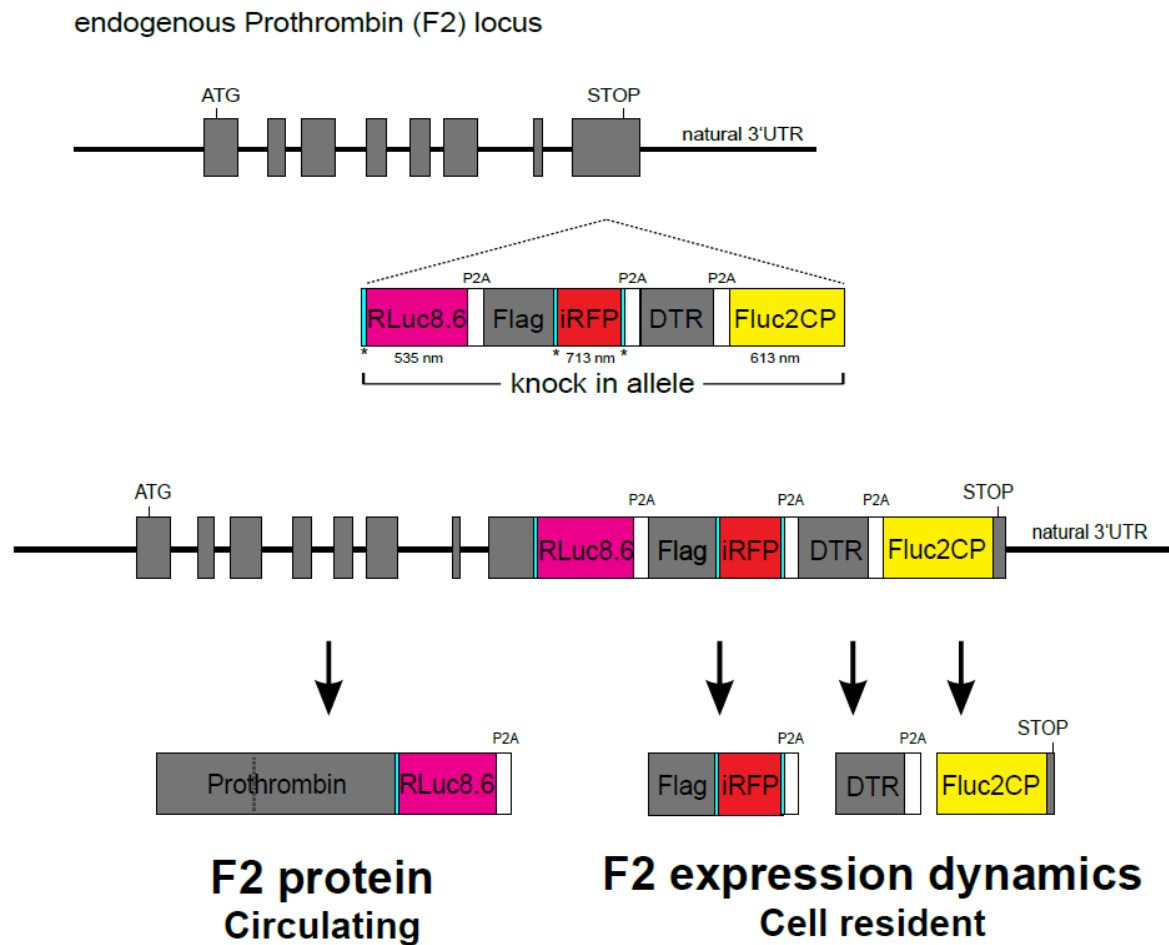 endogenous Prothrombin (F2) locus
ATG STOP
natural 3'UTR
P2A P2A P2A
RLuc8.6 Flag iRFP DTR Fluc2CP
* 535 nm * 713 nm * 613 nm
knock in allele
ATG P2A P2A P2A STOP
natural 3'UTR
RLuc8.6 Flag iRFP DTR Fluc2CP
P2A P2A P2A STOP
Prothrombin RLuc8.6 Flag iRFP DTR Fluc2CP
F2 protein
Circulating
F2 expression dynamics
Cell resident